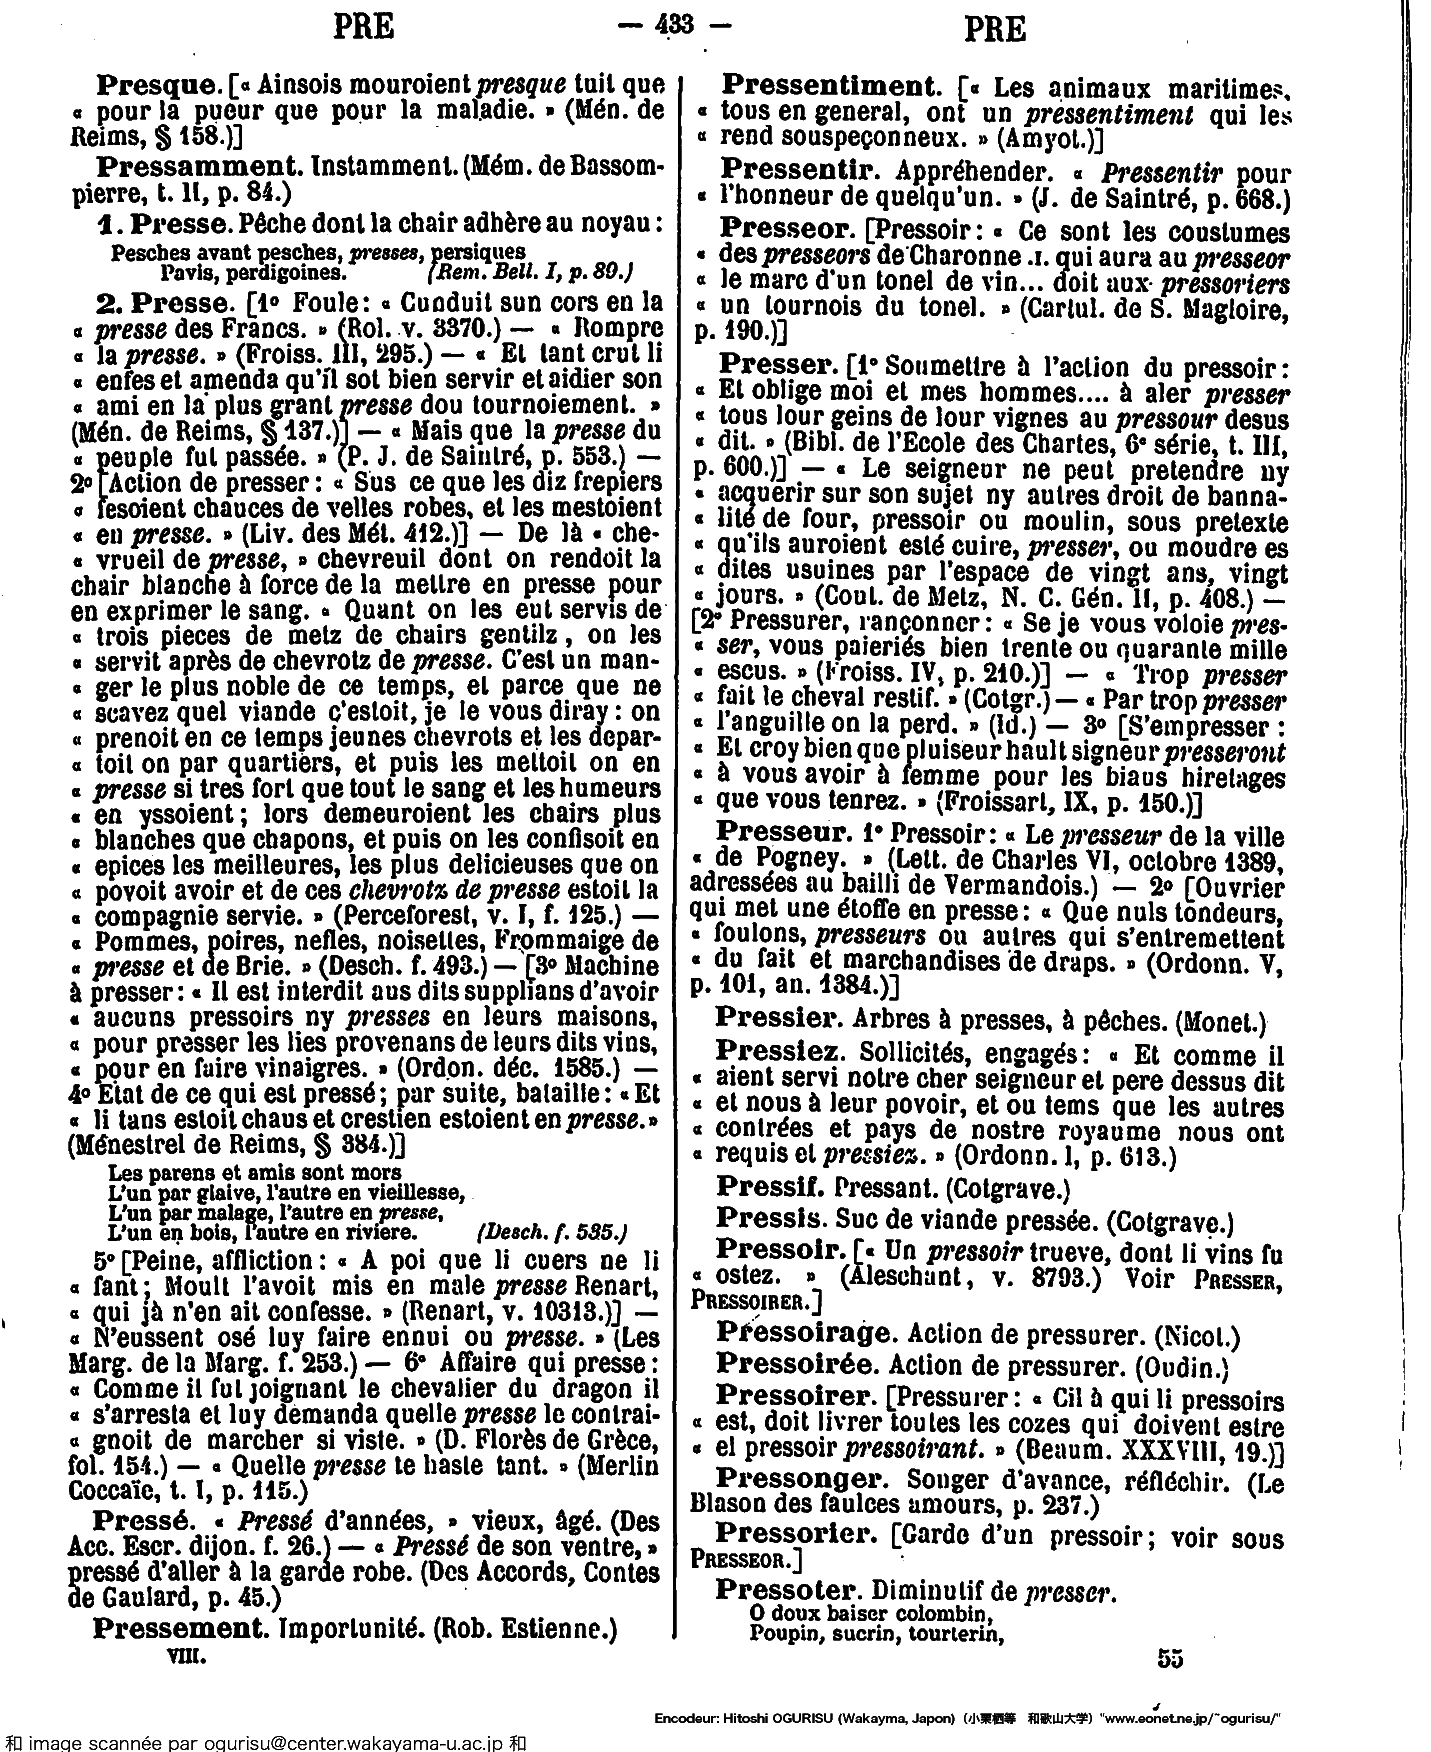 PRE — 433 — PRE
Presque. [« Ainsois mouroient presque tuit que
« pour la pueur que pour la maladie. » (Mén. de
Reims, § 158.)]
Pressamment. Instamment. (Mém. de Bassom-
pierre, t. II, p. 84.)
1. Presse. Pêche dont la chair adhère au noyau :
Pesches avant pesches, presses, persiques
Pavis, perdigoines. (Rem. Bell. I, p. 89.)
2. Presse. [1º Foule : « Cunduit sun cors en la
« presse des Francs. » (Rol. v. 3370.) — « Rompre
« la presse. » (Froiss. III, 295.) — « Et tant crut li
« enfes et amenda qu'il sot bien servir et aidier son
« ami en la plus grant presse dou tournoiement. »
(Mén. de Reims, § 137.)] — « Mais que la presse du
« peuple fut passée. » (P. J. de Saintré, p. 553.) —
2º [Action de presser : « Sus ce que les diz frepiers
« fesoient chauces de velles robes, et les mestoient
« en presse. » (Liv. des Mét. 412.)] — De là « che-
« vrueil de presse, » chevreuil dont on rendoit la
chair blanche à force de la mettre en presse pour
en exprimer le sang. « Quant on les eut servis de
« trois pieces de metz de chairs gentilz, on les
« servit après de chevrotz de presse. C'est un man-
« ger le plus noble de ce temps, et parce que ne
« scavez quel viande ç'estoit, je le vous diray : on
« prenoit en ce temps jeunes chevrots et les depar-
« toit on par quartiers, et puis les mettoit on en
« presse si tres fort que tout le sang et les humeurs
« en yssoient ; lors demeuroient les chairs plus
« blanches que chapons, et puis on les confisoit en
« epices les meilleures, les plus delicieuses que on
« povoit avoir et de ces chevrotz de presse estoit la
« compagnie servie. » (Perceforest, v. I, f. 125.) —
« Pommes, poires, nefles, noisettes, Frommaige de
« presse et de Brie. » (Desch. f. 493.) — [3º Machine
à presser : « Il est interdit aus dits supplians d'avoir
« aucuns pressoirs ny presses en leurs maisons,
« pour presser les lies provenans de leurs dits vins,
« pour en faire vinaigres. » (Ordon. déc. 1585.) —
4º Etat de ce qui est pressé ; par suite, bataille : « Et
« li tans estoit chaus et crestien estoient en presse. »
(Ménestrel de Reims, § 384.)]
Les parens et amis sont mors
L'un par glaive, l'autre en vieillesse,
L'un par malage, l'autre en presse,
L'un en bois, l'autre en riviere. (Desch. f. 535.)
5º [Peine, affliction : « A poi que li cuers ne li
« fant ; Moult l'avoit mis en male presse Renart,
« qui jà n'en ait confesse. » (Renart, v. 10313.)] —
« N'eussent osé luy faire ennui ou presse. » (Les
Marg. de la Marg. f. 253.) — 6º Affaire qui presse :
« Comme il fut joignant le chevalier du dragon il
« s'arresta et luy demanda quelle presse le contrai-
« gnoit de marcher si viste. » (D. Florès de Grèce,
fol. 154.) — « Quelle presse te haste tant. » (Merlin
Coccaïe, t. I, p. 115.)
Pressé. « Pressé d'années, » vieux, âgé. (Des
Acc. Escr. dijon. f. 26.) — « Pressé de son ventre, »
pressé d'aller à la garde robe. (Des Accords, Contes
de Gaulard, p. 45.)
Pressement. Importunité. (Rob. Estienne.)
VIII.
Pressentiment. [« Les animaux maritimes,
« tous en general, ont un pressentiment qui les
« rend souspeçonneux. » (Amyot.)]
Pressentir. Appréhender. « Pressentir pour
« l'honneur de quelqu'un. » (J. de Saintré, p. 668.)
Presseor. [Pressoir : « Ce sont les coustumes
« des presseors de Charonne .I. qui aura au presseor
« le marc d'un tonel de vin... doit aux pressoriers
« un tournois du tonel. » (Cartul. de S. Magloire,
p. 190.)]
Presser. [1º Soumettre à l'action du pressoir :
« Et oblige moi et mes hommes.... à aler presser
« tous lour geins de lour vignes au pressour desus
« dit. » (Bibl. de l'Ecole des Chartes, 6e série, t. III,
p. 600.)] — « Le seigneur ne peut pretendre ny
« acquerir sur son sujet ny autres droit de banna-
« lité de four, pressoir ou moulin, sous pretexte
« qu'ils auroient esté cuire, presser, ou moudre es
« dites usuines par l'espace de vingt ans, vingt
« jours. » (Cout. de Metz, N. C. Gén. II, p. 408.) —
[2º Pressurer, rançonner : « Se je vous voloie pres-
« ser, vous paieriés bien trente ou quarante mille
« escus. » (Froiss. IV, p. 210.)] — « Trop presser
« fait le cheval restif. » (Cotgr.) — « Par trop presser
« l'anguille on la perd. » (Id.) — 3º [S'empresser :
« Et croy bien que pluiseur hault signeur presseront
« à vous avoir à femme pour les biaus hiretages
« que vous tenrez. » (Froissart, IX, p. 150.)]
Presseur. 1º Pressoir : « Le presseur de la ville
« de Pogney. » (Lett. de Charles VI, octobre 1389,
adressées au bailli de Vermandois.) — 2º [Ouvrier
qui met une étoffe en presse : « Que nuls tondeurs,
« foulons, presseurs ou autres qui s'entremettent
« du fait et marchandises de draps. » (Ordonn. V,
p. 101, an. 1384.)]
Pressier. Arbres à presses, à pêches. (Monet.)
Pressiez. Sollicités, engagés : « Et comme il
« aient servi notre cher seigneur et pere dessus dit
« et nous à leur povoir, et ou tems que les autres
« contrées et pays de nostre royaume nous ont
« requis et pressiez. » (Ordonn. I, p. 613.)
Pressif. Pressant. (Cotgrave.)
Pressis. Suc de viande pressée. (Cotgrave.)
Pressoir. [« Un pressoir trueve, dont li vins fu
« ostez. » (Aleschant, v. 8793.) Voir PRESSER,
PRESSOIRER.]
Pressoirage. Action de pressurer. (Nicot.)
Pressoirée. Action de pressurer. (Oudin.)
Pressoirer. [Pressurer : « Cil à qui li pressoirs
« est, doit livrer toutes les cozes qui doivent estre
« el pressoir pressoirant. » (Beaum. XXXVIII, 19.)]
Pressonger. Songer d'avance, réfléchir. (Le
Blason des faulces amours, p. 237.)
Pressorier. [Garde d'un pressoir ; voir sous
PRESSEOR.]
Pressoter. Diminutif de presser.
O doux baiser colombin,
Poupin, sucrin, tourterin,
55
Encodeur: Hitoshi OGURISU (Wakayma, Japon)（小栗栖等　和歌山大学）"www.eonet.ne.jp/~ogurisu/"
和 image scannée par ogurisu@center.wakayama-u.ac.jp 和